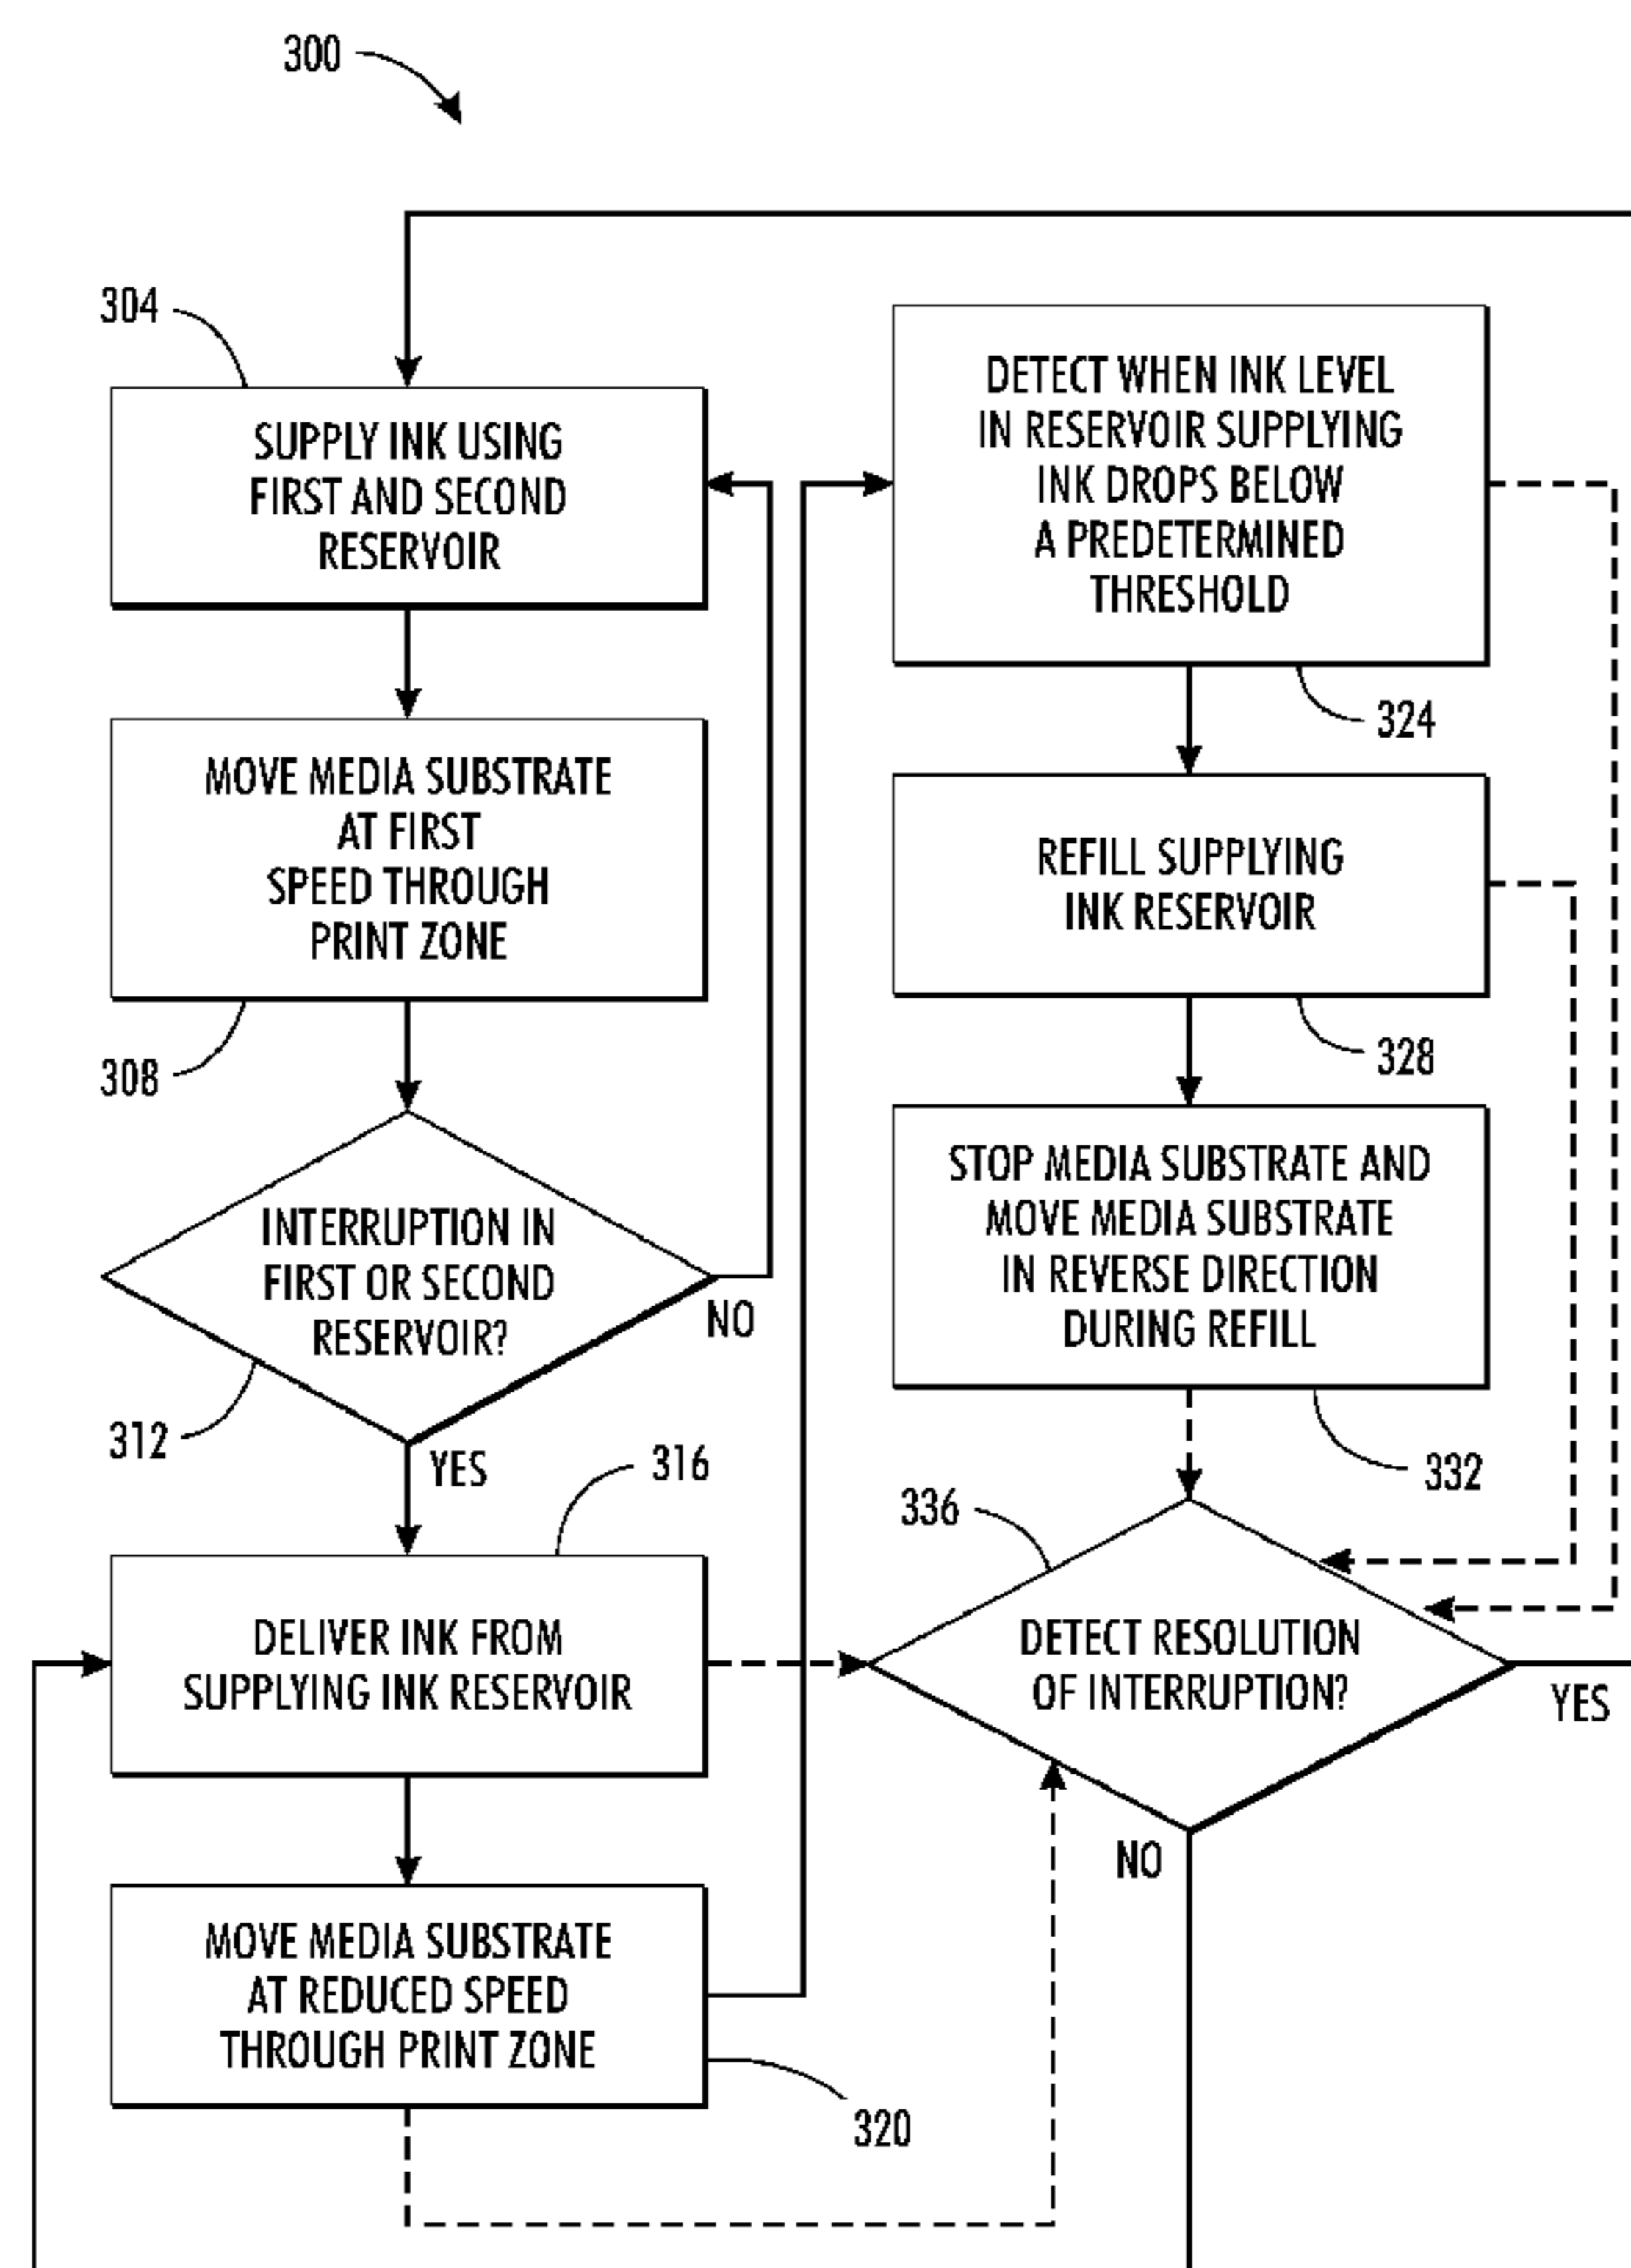 300
304
SUPPLY INK USING
FIRST AND SECOND
RESERVOIR
MOVE MEDIA SUBSTRATE
AT FIRST
SPEED THROUGH
PRINT ZONE
308
INTERRUPTION IN
FIRST OR SECOND
RESERVOIR?
NO
312
YES
316
DELIVER INK FROM
SUPPLYING INK RESERVOIR
MOVE MEDIA SUBSTRATE
AT REDUCED SPEED
THROUGH PRINT ZONE
320
DETECT WHEN INK LEVEL
IN RESERVOIR SUPPLYING
INK DROPS BELOW
A PREDETERMINED
THRESHOLD
324
REFILL SUPPLYING
INK RESERVOIR
328
STOP MEDIA SUBSTRATE AND
MOVE MEDIA SUBSTRATE
IN REVERSE DIRECTION
DURING REFILL
332
336
DETECT RESOLUTION
OF INTERRUPTION?
YES
NO